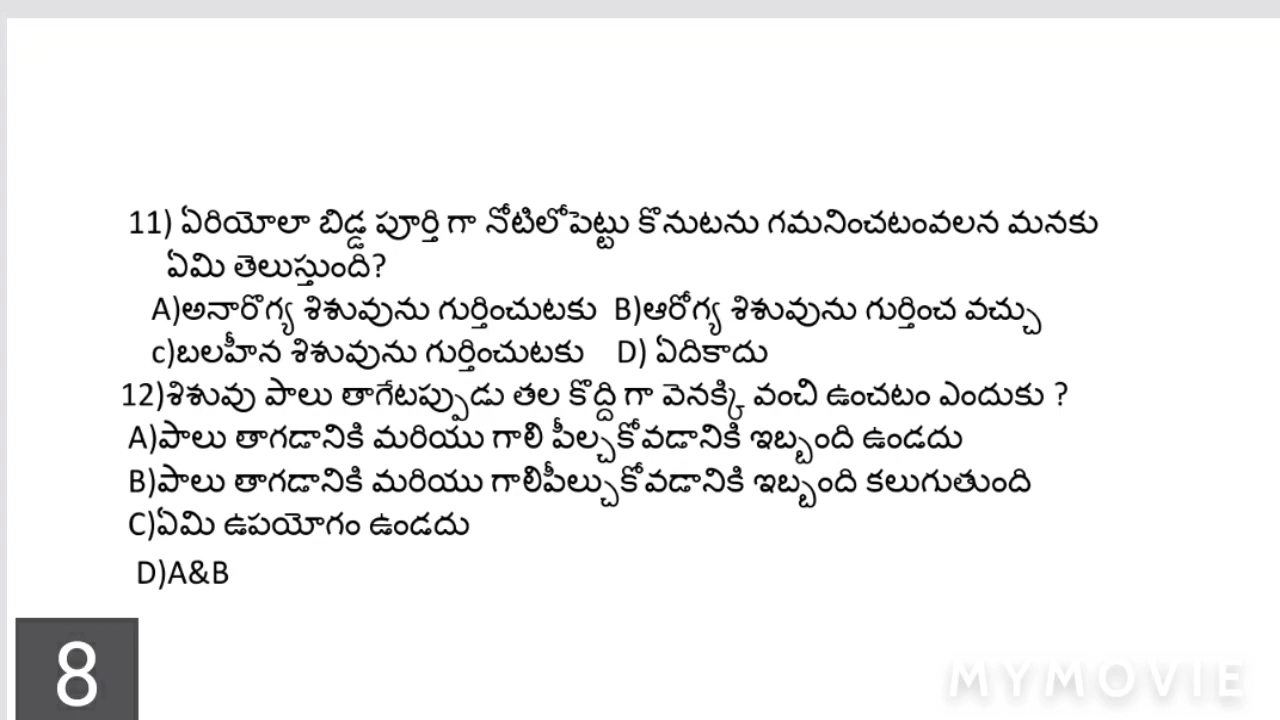 11) ఏరియోలా బిడ్డ పూర్తి గా నోటిలోపెట్టు కొనుటను గమనించటంవలన మనకు
ఏమి తెలుస్తుంది?
A)అనారొగ్య శిశువును గుర్తించుటకు B)ఆరోగ్య శిశువును గుర్తించ వచ్చు
c)బలహీన శిశువును గుర్తించుటకు D) ఏదికాదు
12)శిశువు పాలు తాగేటప్పుడు తల కొద్ది గా వెనక్కి వంచి ఉంచటం ఎందుకు ?
A)పాలు తాగడానికి మరియు గాలి పీల్చకోవడానికి ఇబ్బంది ఉండదు
B)పాలు తాగడానికి మరియు గాలిపీల్చుకోవడానికి ఇబ్బంది కలుగుతుంది
C)ఏమి ఉపయోగం ఉండదు
D)A&B
8
MYMOVIE